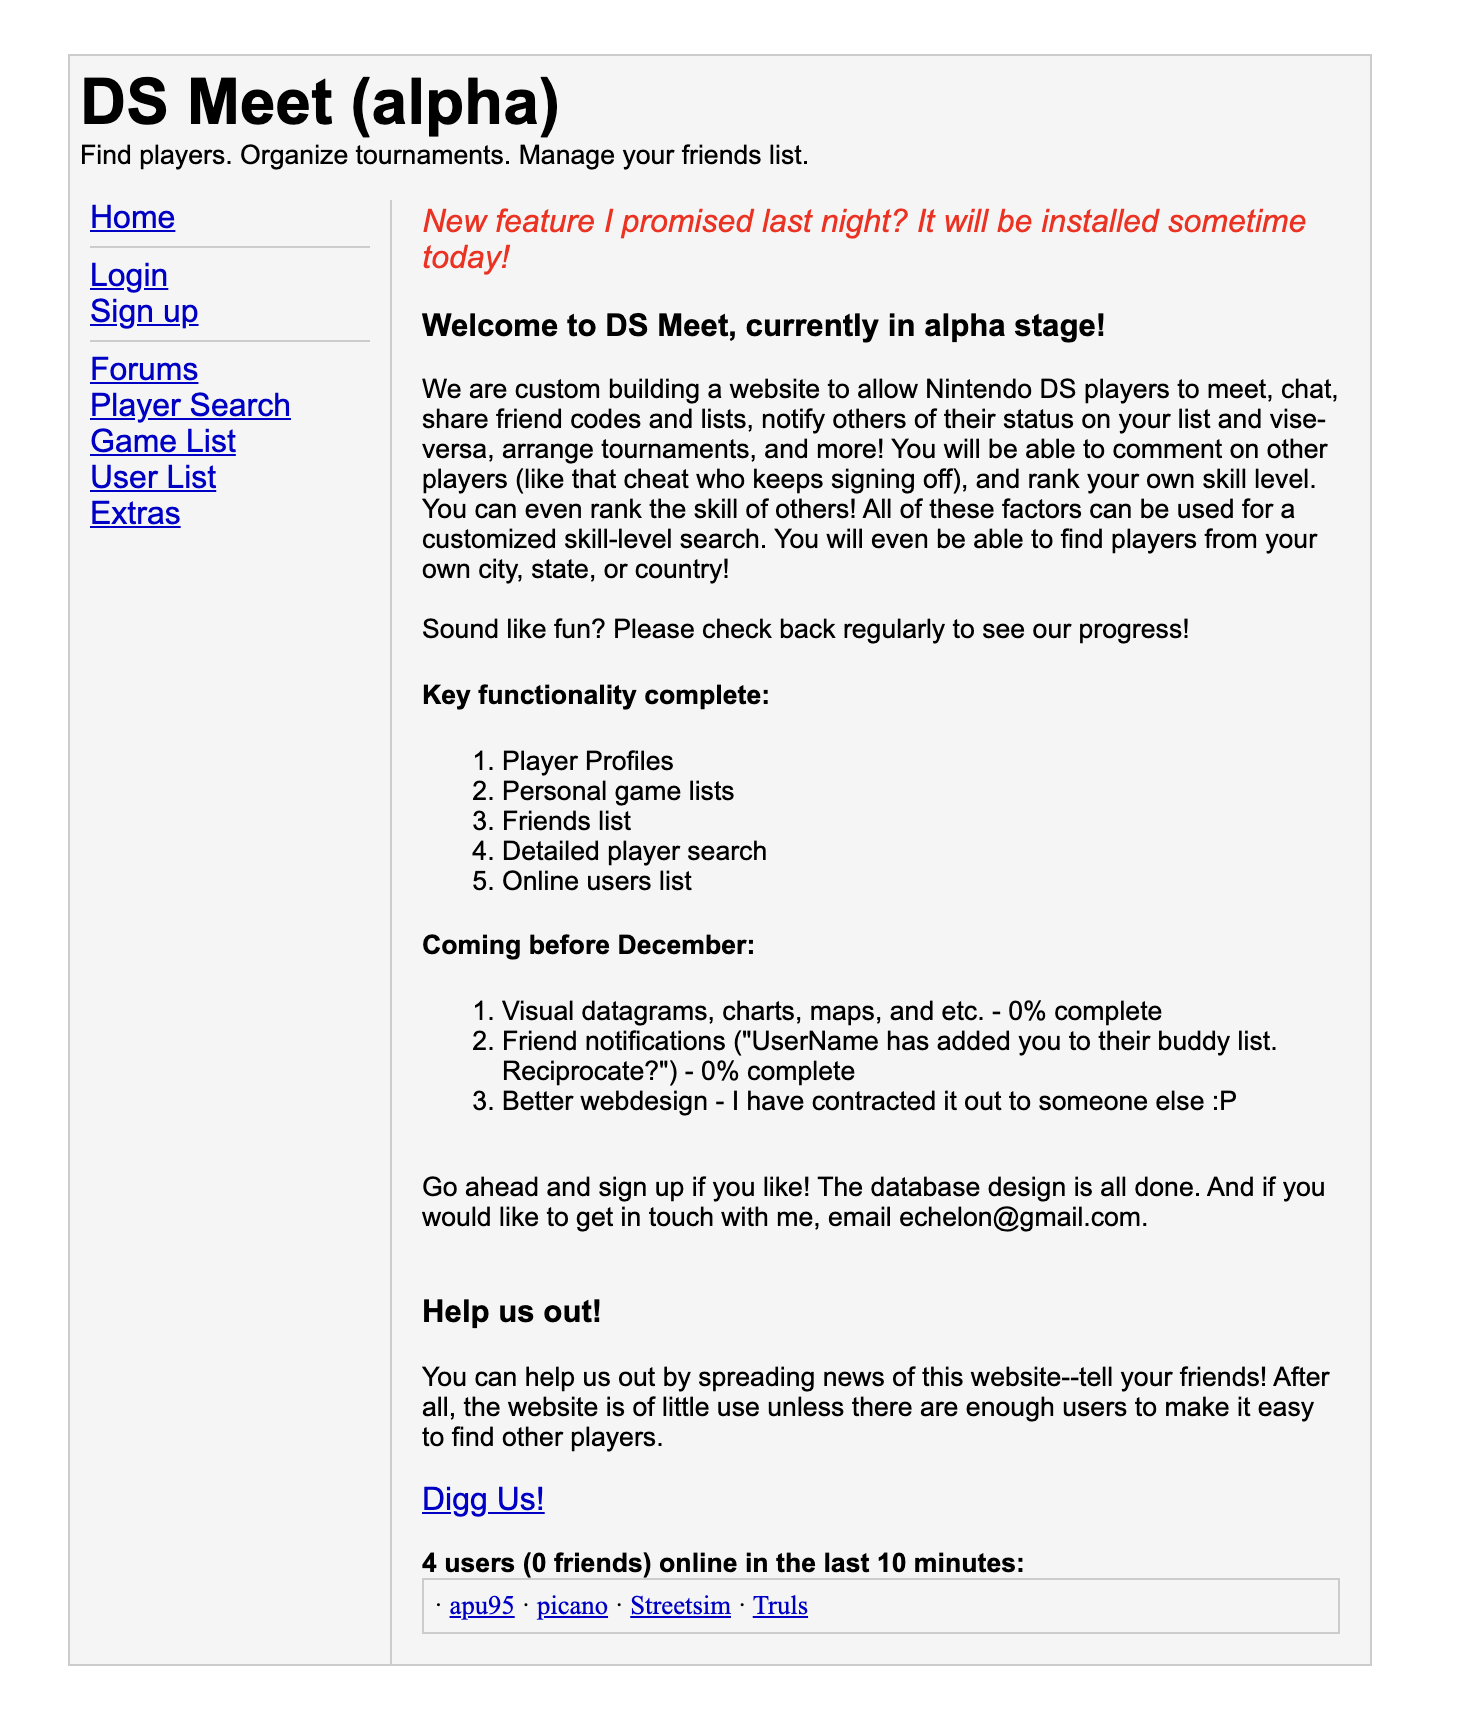 DS Meet (alpha)
Find players. Organize tournaments. Manage your friends list.
Home
Login
Sign up
Forums
Player Search
Game List
User List
Extras
New feature I promised last night? It will be installed sometime
today!
Welcome to DS Meet, currently in alpha stage!
We are custom building a website to allow Nintendo DS players to meet, chat,
share friend codes and lists, notify others of their status on your list and vise-
versa, arrange tournaments, and more! You will be able to comment on other
players (like that cheat who keeps signing off), and rank your own skill level.
You can even rank the skill of others! All of these factors can be used for a
customized skill-level search. You will even be able to find players from your
own city, state, or country!
Sound like fun? Please check back regularly to see our progress!
Key functionality complete:
1. Player Profiles
2. Personal game lists
3. Friends list
4. Detailed player search
5. Online users list
Coming before December:
1. Visual datagrams, charts, maps, and etc. - 0% complete
2. Friend notifications ("UserName has added you to their buddy list.
Reciprocate?") - 0% complete
3. Better webdesign - I have contracted it out to someone else :P
Go ahead and sign up if you like! The database design is all done. And if you
would like to get in touch with me, email echelon@gmail.com.
Help us out!
You can help us out by spreading news of this website--tell your friends! After
all, the website is of little use unless there are enough users to make it easy
to find other players.
Digg Us!
4 users (0 friends) online in the last 10 minutes:
· apu95 · picano · Streetsim · Truls